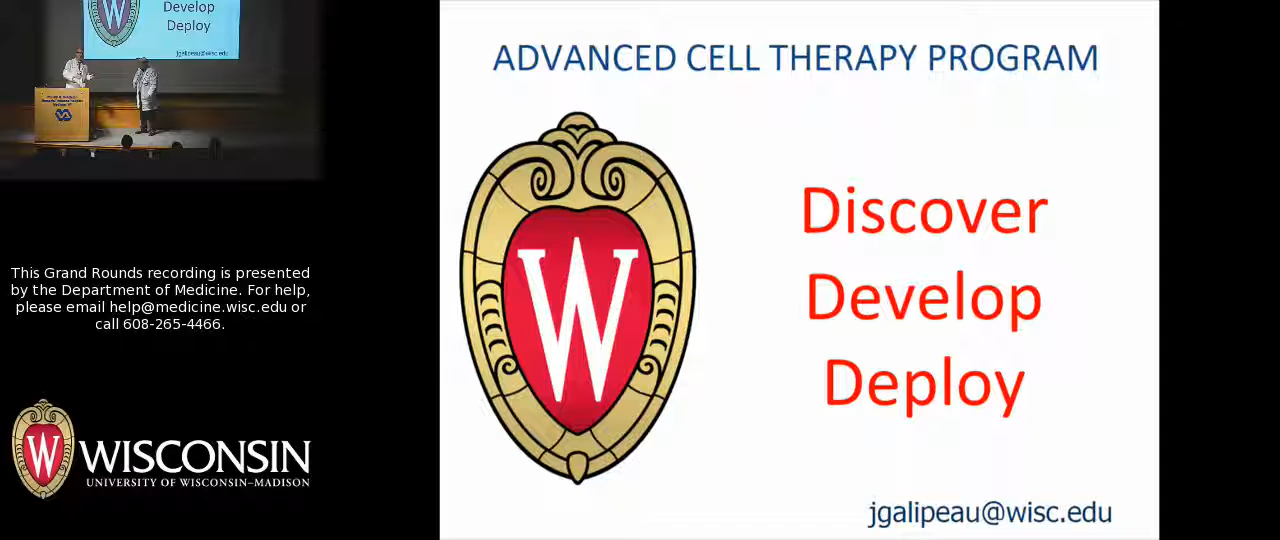 Develop
Deploy
jgalipeau@wisc.edu
This Grand Rounds recording is presented
by the Department of Medicine. For help,
please email help@medicine.wisc.edu or
call 608-265-4466.
W
WISCONSIN
UNIVERSITY OF WISCONSIN–MADISON
ADVANCED CELL THERAPY PROGRAM
W
Discover
Develop
Deploy
jgalipeau@wisc.edu